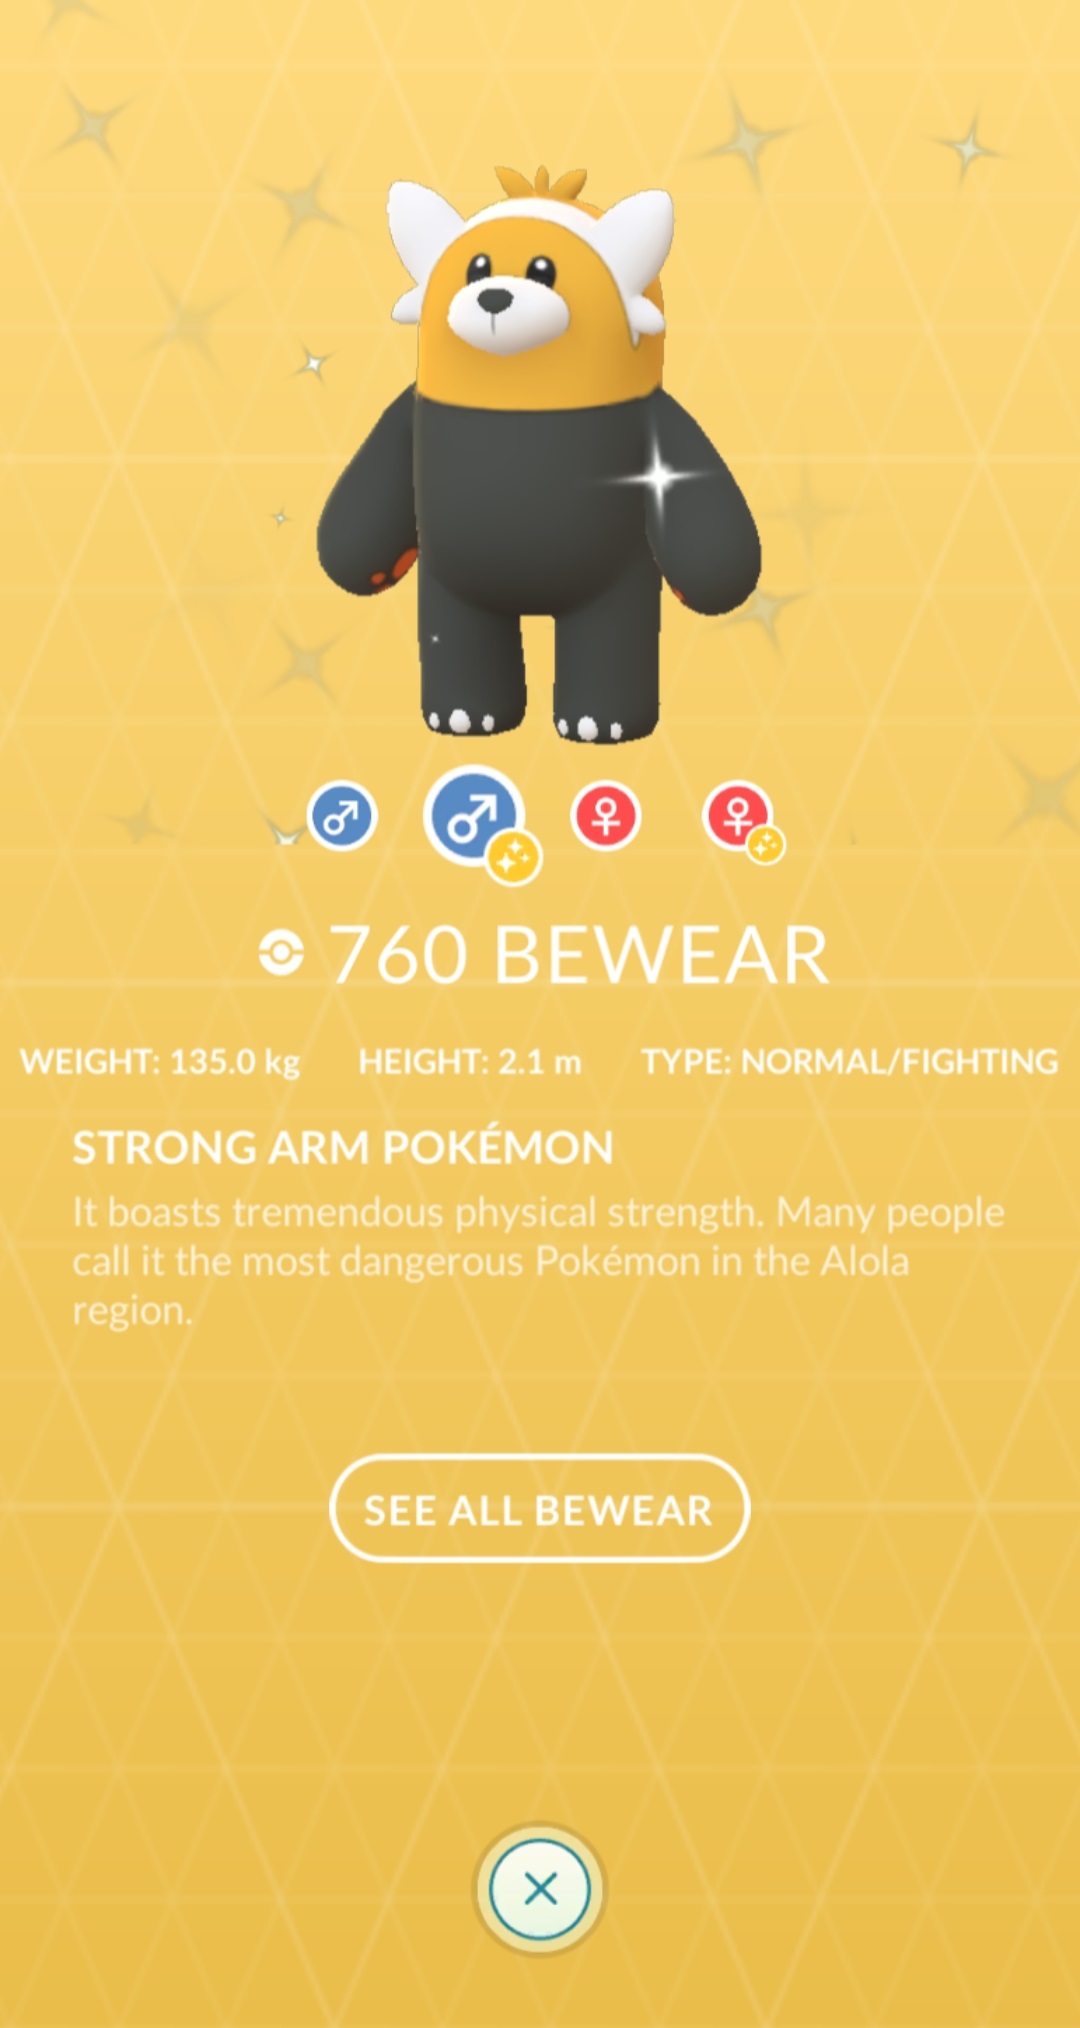 760 BEWEAR
WEIGHT: 135.0 kg HEIGHT: 2.1 m TYPE: NORMAL/FIGHTING
STRONG ARM POKÉMON
It boasts tremendous physical strength. Many people
call it the most dangerous Pokémon in the Alola
region.
SEE ALL BEWEAR